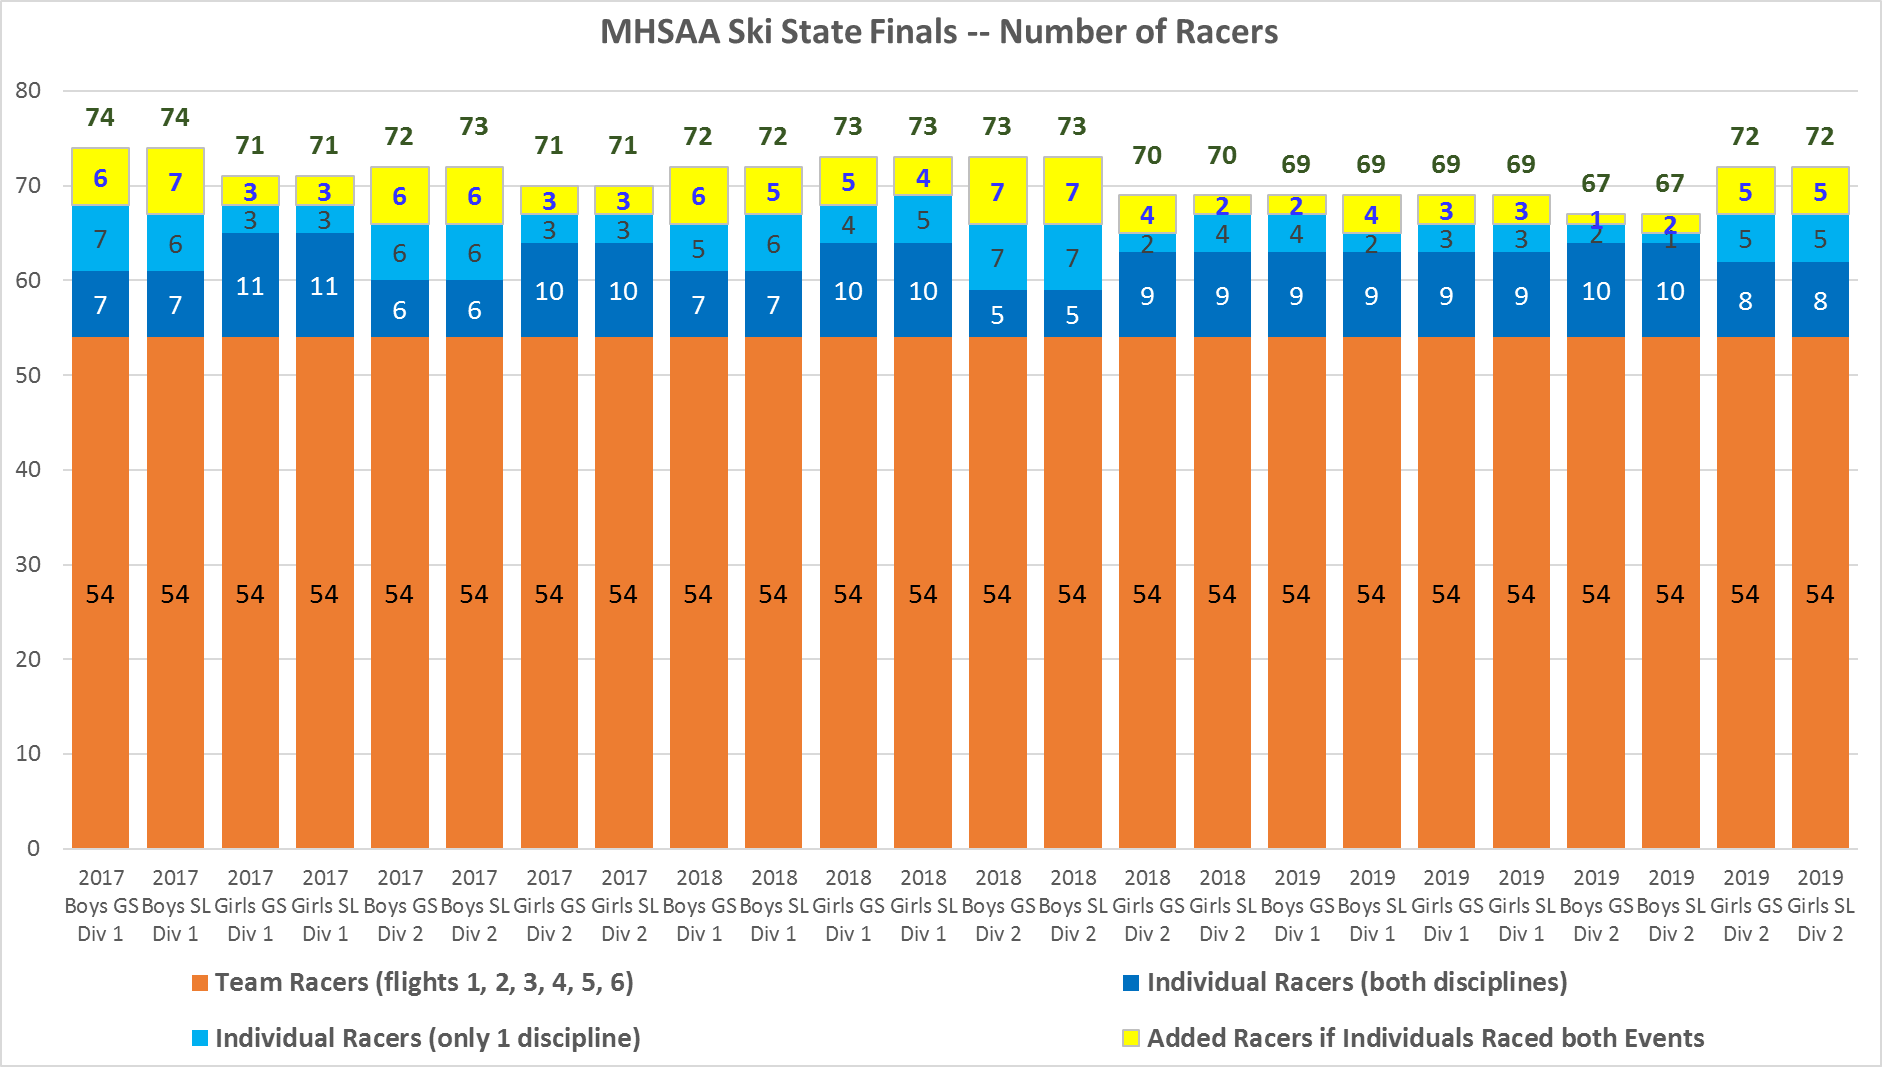 MHSAA Ski State Finals -- Number of Racers
80
70
60
50
40
30
20
10
0
74 74 71 71 72 73 71 71 72 72 73 73 73 73 70 70 69 69 69 69 67 67 72 72
6 7 3 3 6 6 3 3 6 5 5 4 7 7 4 2 2 4 3 3 1 2 5 5
7 6 3 3 6 6 3 3 5 6 4 5 7 7 2 4 4 2 3 3 2 1 5 5
7 7 11 11 6 6 10 10 7 7 10 10 5 5 9 9 9 9 9 9 10 10 8 8
54 54 54 54 54 54 54 54 54 54 54 54 54 54 54 54 54 54 54 54 54 54 54 54
2017 2017 2017 2017 2017 2017 2017 2017 2018 2018 2018 2018 2018 2018 2018 2018 2019 2019 2019 2019 2019 2019 2019 2019
Boys GS Boys SL Girls GS Girls SL Boys GS Boys SL Girls GS Girls SL Boys GS Boys SL Girls GS Girls SL Boys GS Boys SL Girls GS Girls SL Boys GS Boys SL Girls GS Girls SL Boys GS Boys SL Girls GS Girls SL
Div 1 Div 1 Div 1 Div 1 Div 2 Div 2 Div 2 Div 2 Div 1 Div 1 Div 1 Div 1 Div 2 Div 2 Div 2 Div 2 Div 1 Div 1 Div 1 Div 1 Div 2 Div 2 Div 2 Div 2
Team Racers (flights 1, 2, 3, 4, 5, 6)
Individual Racers (both disciplines)
Individual Racers (only 1 discipline)
Added Racers if Individuals Raced both Events